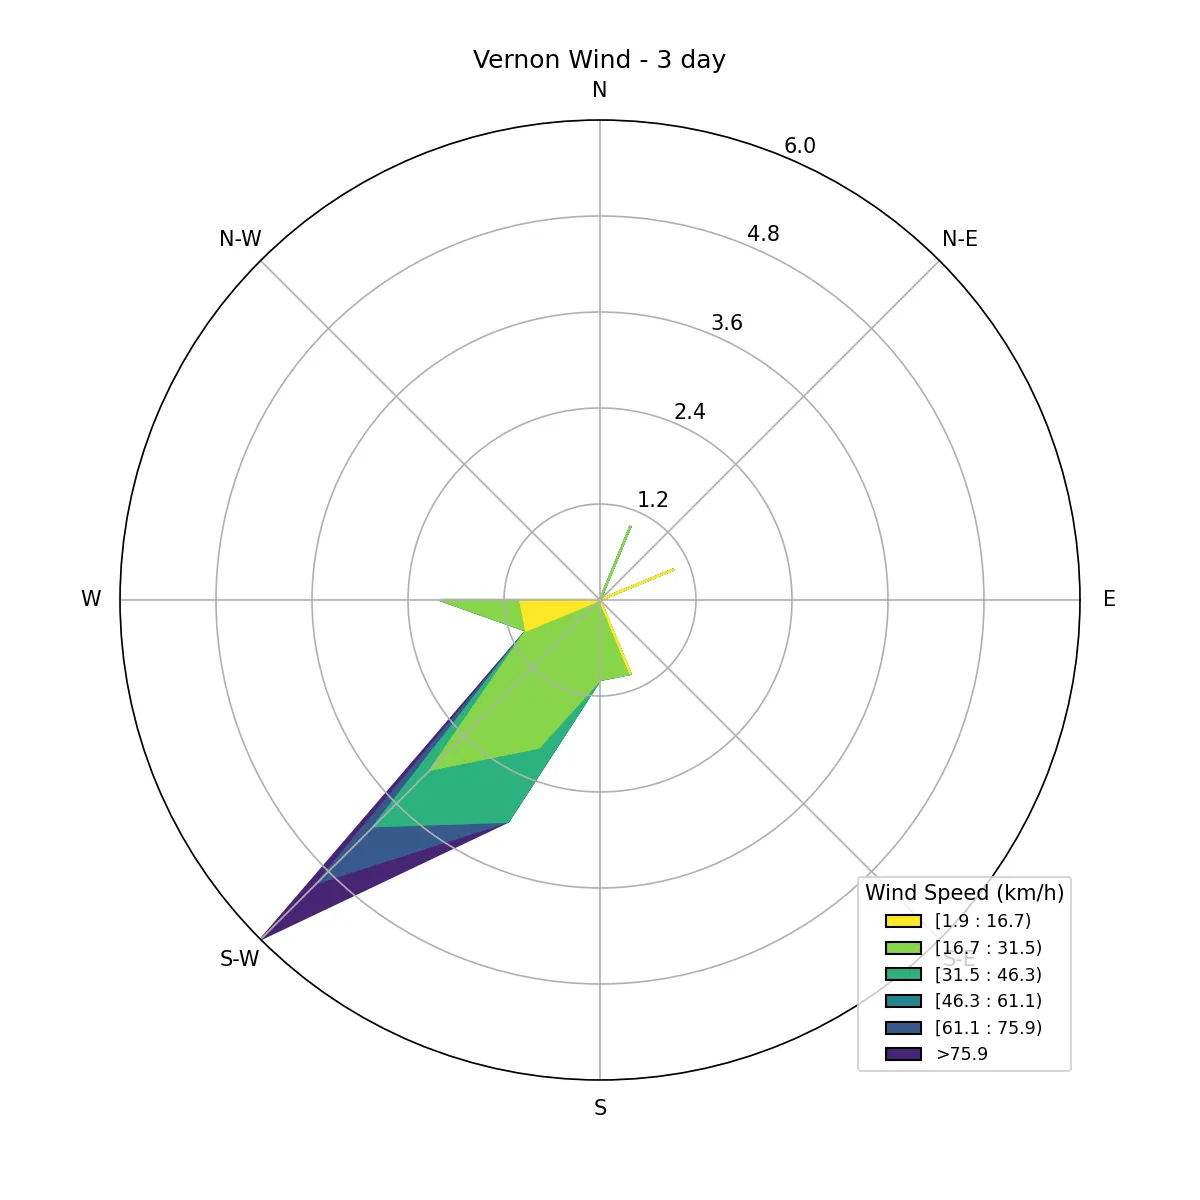 Vernon Wind - 3 day
N
6.0
N-W
N-E
4.8
3.6
2.4
1.2
W
E
S-W
S-E
S
Wind Speed (km/h)
[1.9 : 16.7)
[16.7 : 31.5)
[31.5 : 46.3)
[46.3 : 61.1)
[61.1 : 75.9)
>75.9